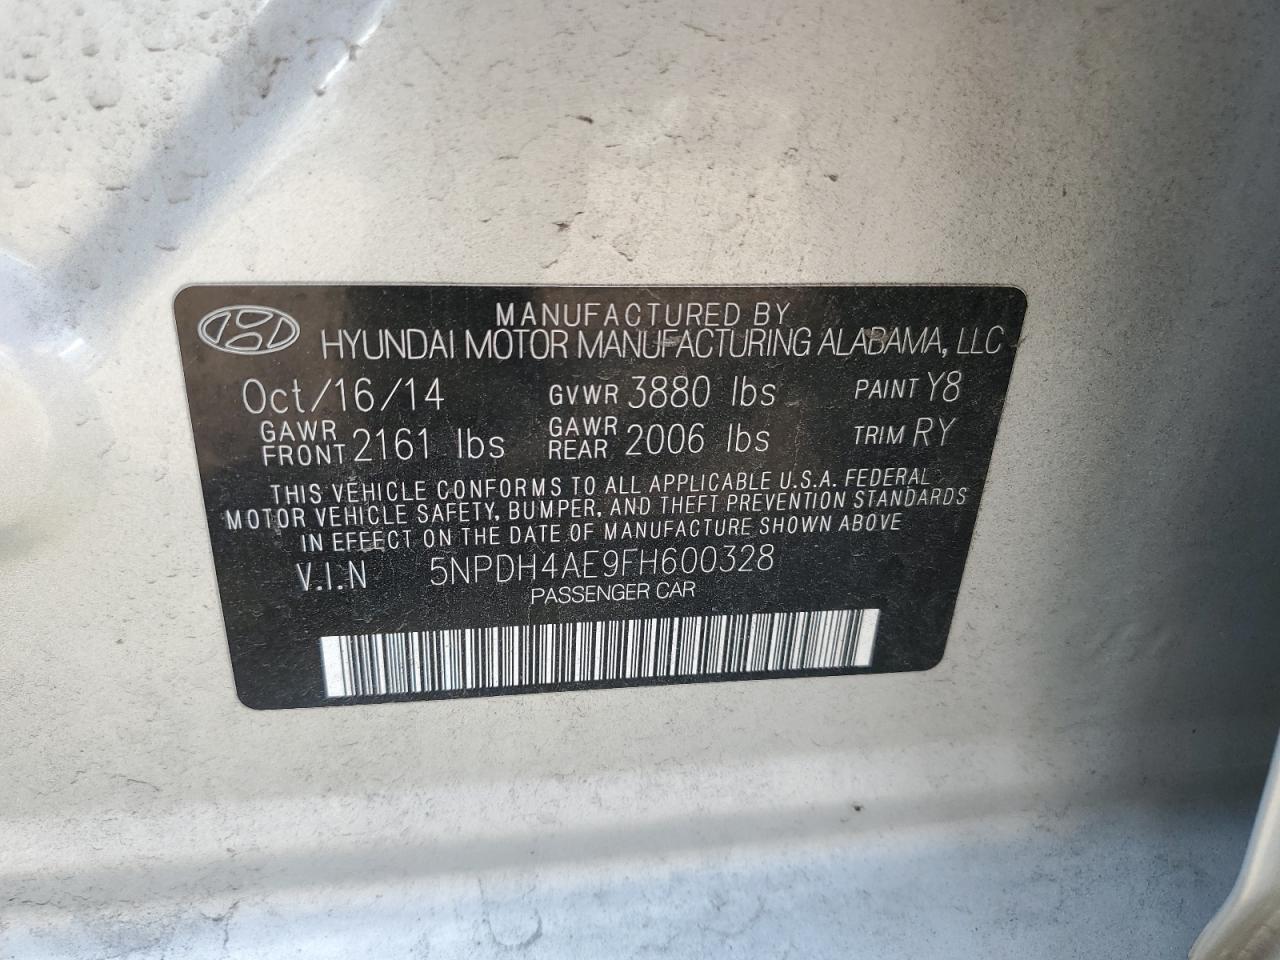 MANUFACTURED BY
HYUNDAI MOTOR MANUFACTURING ALABAMA, LLC
Oct/16/14 GVWR 3880 lbs PAINT Y8
GAWR FRONT 2161 lbs GAWR REAR 2006 lbs TRIM RY
THIS VEHICLE CONFORMS TO ALL APPLICABLE U.S.A. FEDERAL
MOTOR VEHICLE SAFETY, BUMPER, AND THEFT PREVENTION STANDARDS
IN EFFECT ON THE DATE OF MANUFACTURE SHOWN ABOVE
V.I.N 5NPDH4AE9FH600328
PASSENGER CAR